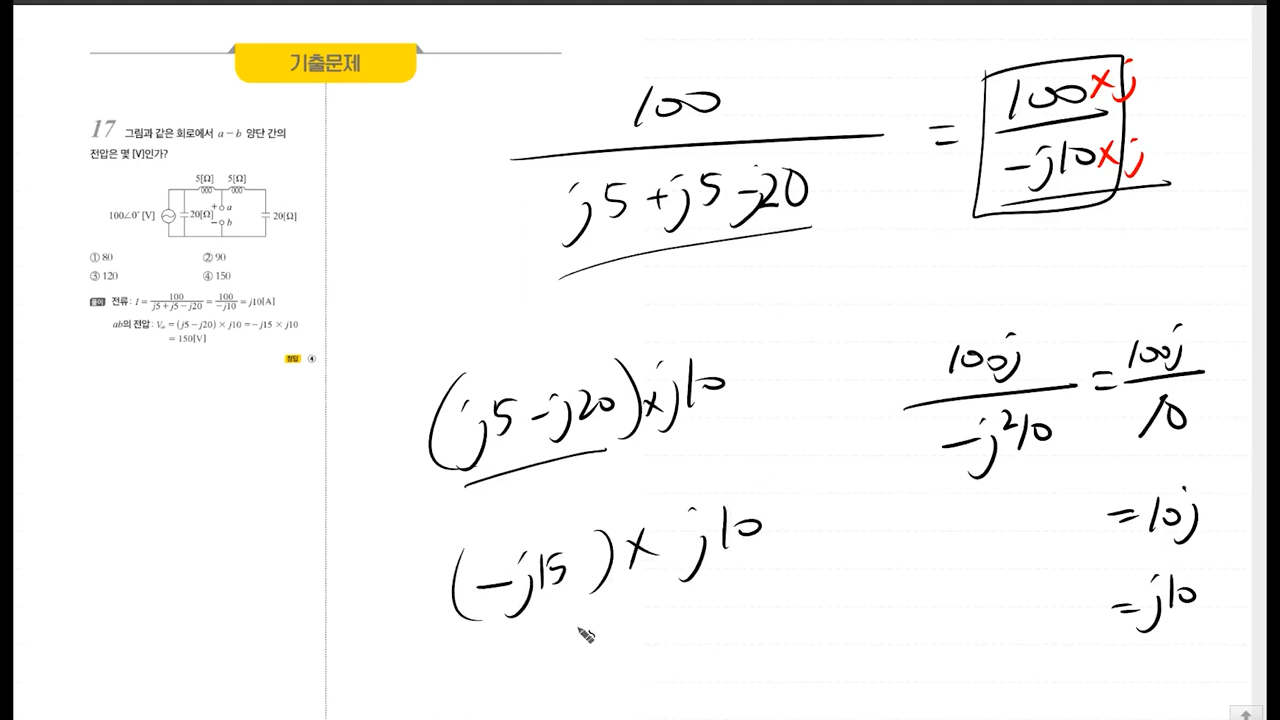 기출문제
17 그림과 같은 회로에서 a-b 양단 간의
전압은 몇 [V]인가?
5[Ω] 5[Ω]
100∠0°[V]
20[Ω]
+ a
- b
20[Ω]
① 80 ② 90
③ 120 ④ 150
풀이 전류 : I = 100/(j5+j5-j20) = 100/(-j10) = j10[A]
ab의 전압 : Vab = (j5-j20)×j10 = -j15×j10
= 150[V]
정답 ④
100/(j5+j5-j20) = 100×j/(-j10×j)
100j/(-j²10) = 100j/10
= 10j
= j10
(j5-j20)×j10
(-j15)×j10